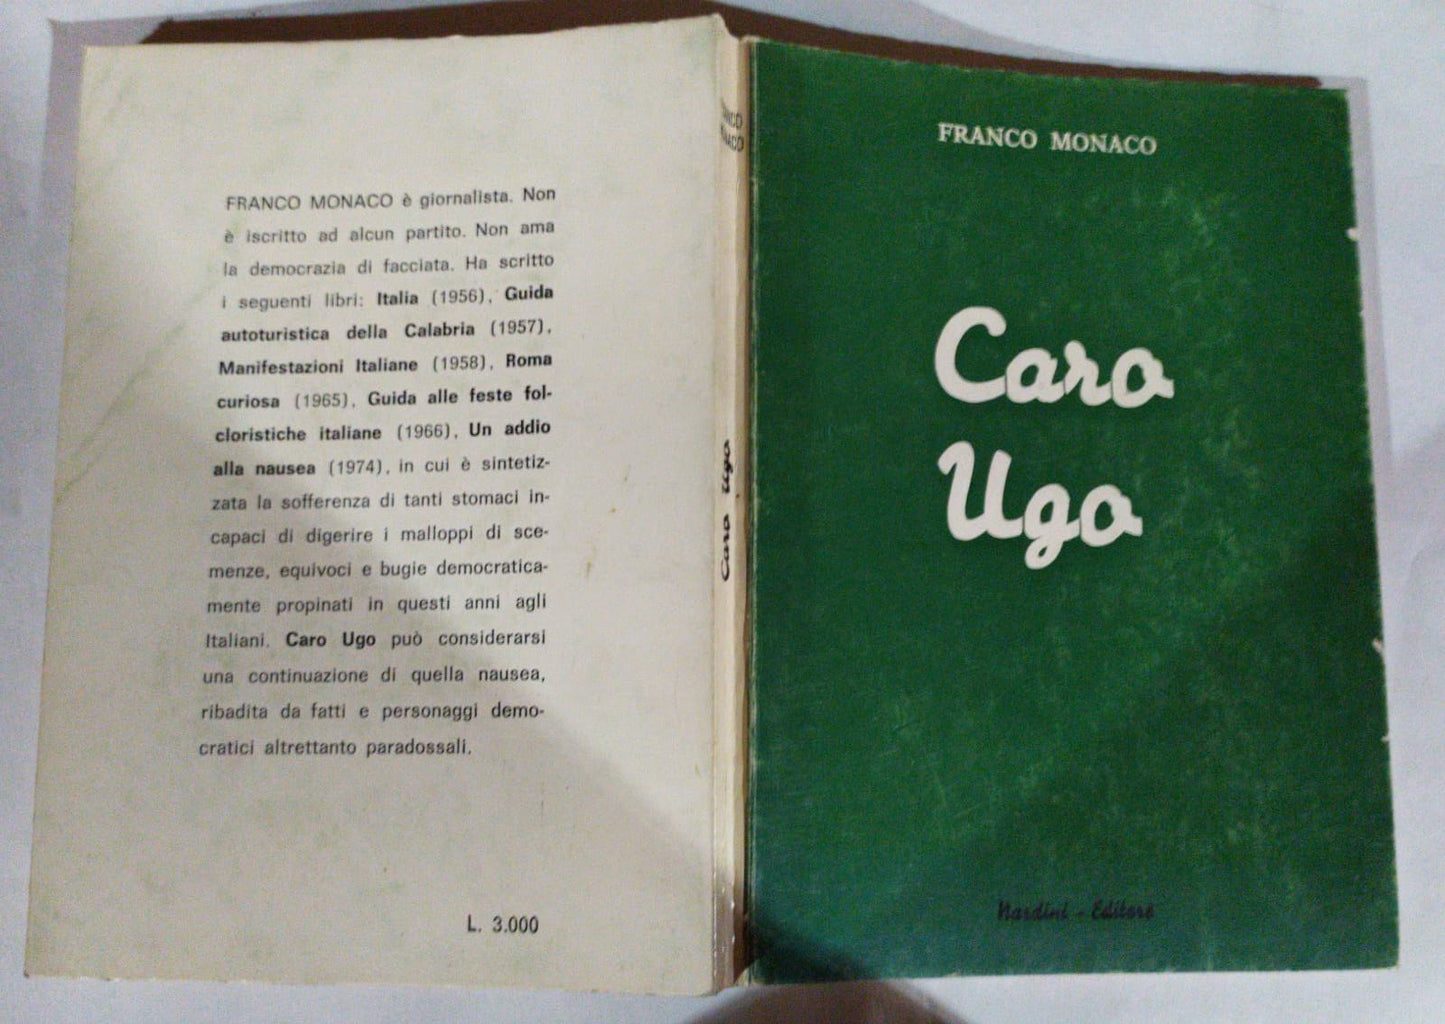 FRANCO MONACO è giornalista. Non
è iscritto ad alcun partito. Non ama
la democrazia di facciata. Ha scritto
i seguenti libri: Italia (1956), Guida
autoturistica della Calabria (1957),
Manifestazioni Italiane (1958), Roma
curiosa (1965), Guida alle feste fol-
cloristiche italiane (1966), Un addio
alla nausea (1974), in cui è sintetiz-
zata la sofferenza di tanti stomaci in-
capaci di digerire i malloppi di sce-
menze, equivoci e bugie democratica-
mente propinati in questi anni agli
Italiani. Caro Ugo può considerarsi
una continuazione di quella nausea,
ribadita da fatti e personaggi demo-
cratici altrettanto paradossali.
L. 3.000
Caro Ugo
FRANCO MONACO
Caro
Ugo
Nardini - Editore